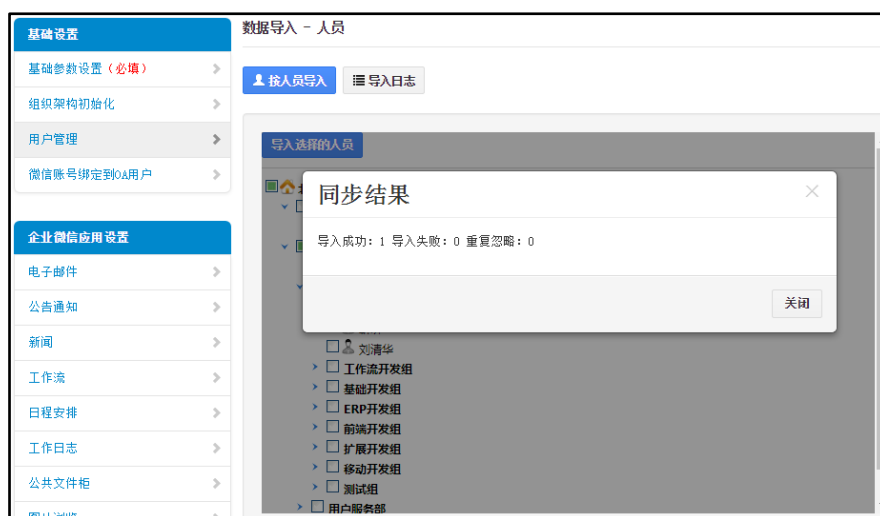 基础设置
基础参数设置（必填）
组织架构初始化
用户管理
微信账号绑定到OA用户
企业微信应用设置
电子邮件
公告通知
新闻
工作流
日程安排
工作日志
公共文件柜
数据导入 - 人员
按人员导入
导入日志
导入选择的人员
同步结果
导入成功: 1 导入失败: 0 重复忽略: 0
关闭
刘清华
工作流开发组
基础开发组
ERP开发组
前端开发组
扩展开发组
移动开发组
测试组
用户服务部